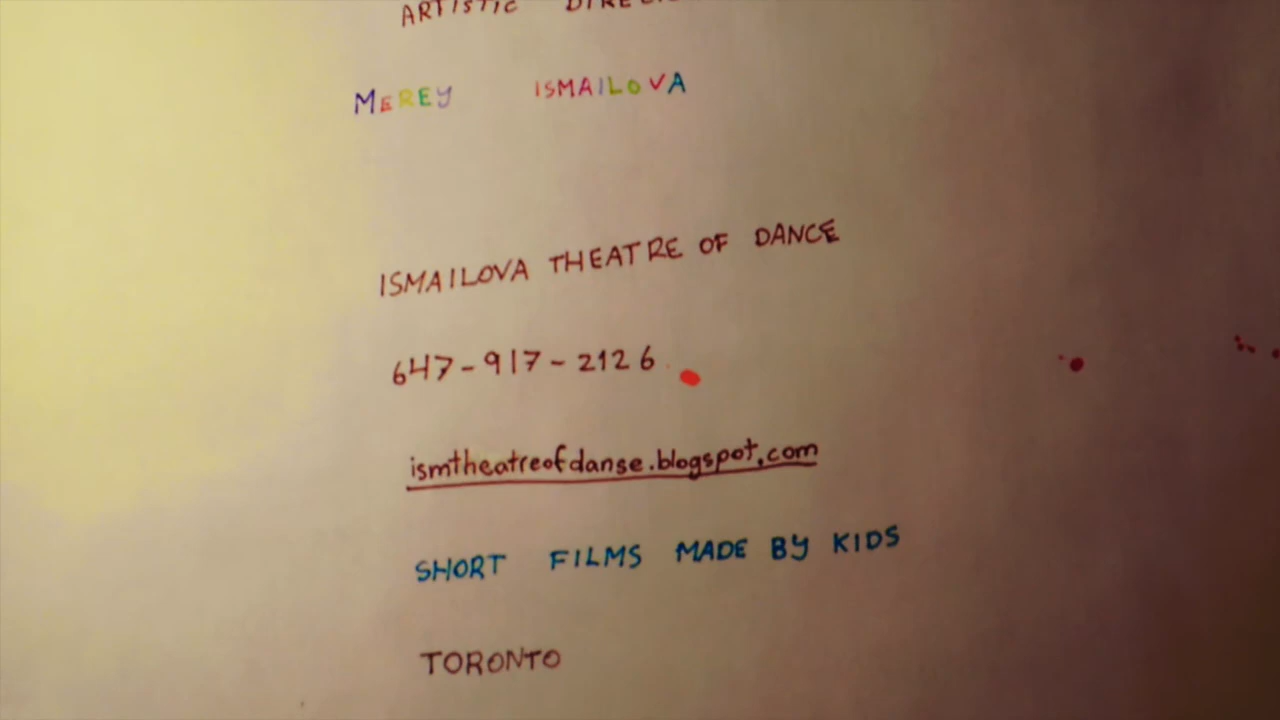 ARTISTIC
MEREY ISMAILOVA
ISMAILOVA THEATRE OF DANCE
647-917-2126
ismtheatreofdanse.blogspot.com
SHORT FILMS MADE BY KIDS
TORONTO